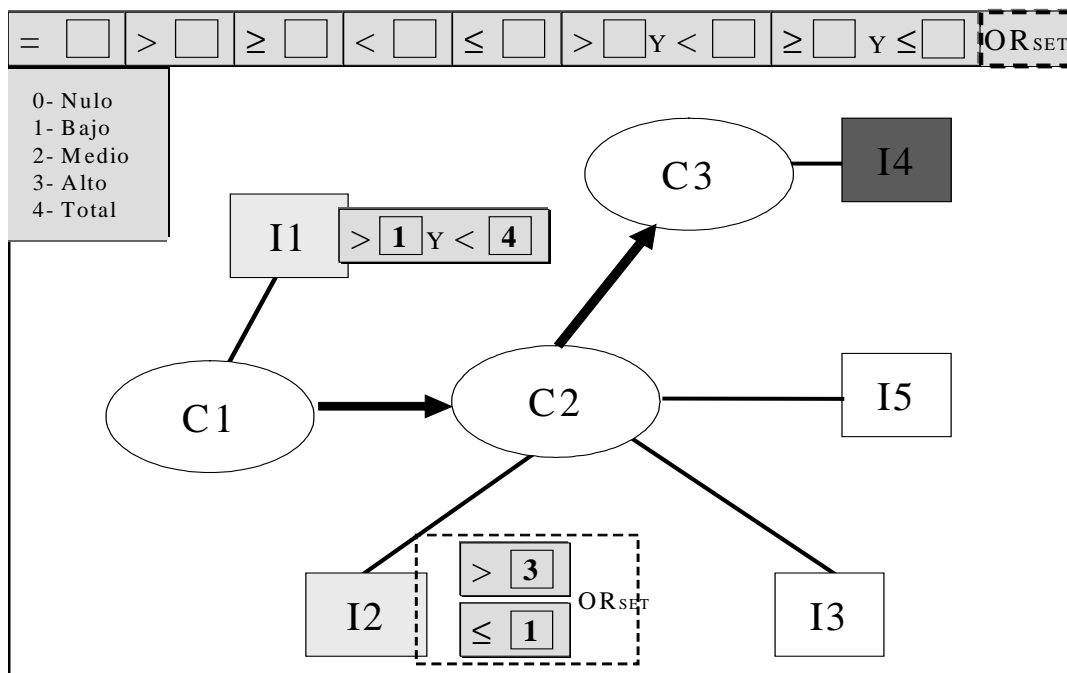 = > ≥ < ≤ > Y < ≥ Y ≤ ORSET
0- Nulo
1- Bajo
2- Medio
3- Alto
4- Total
C3
I4
I1
> 1 Y < 4
C1
C2
I5
> 3
ORSET
≤ 1
I2
I3